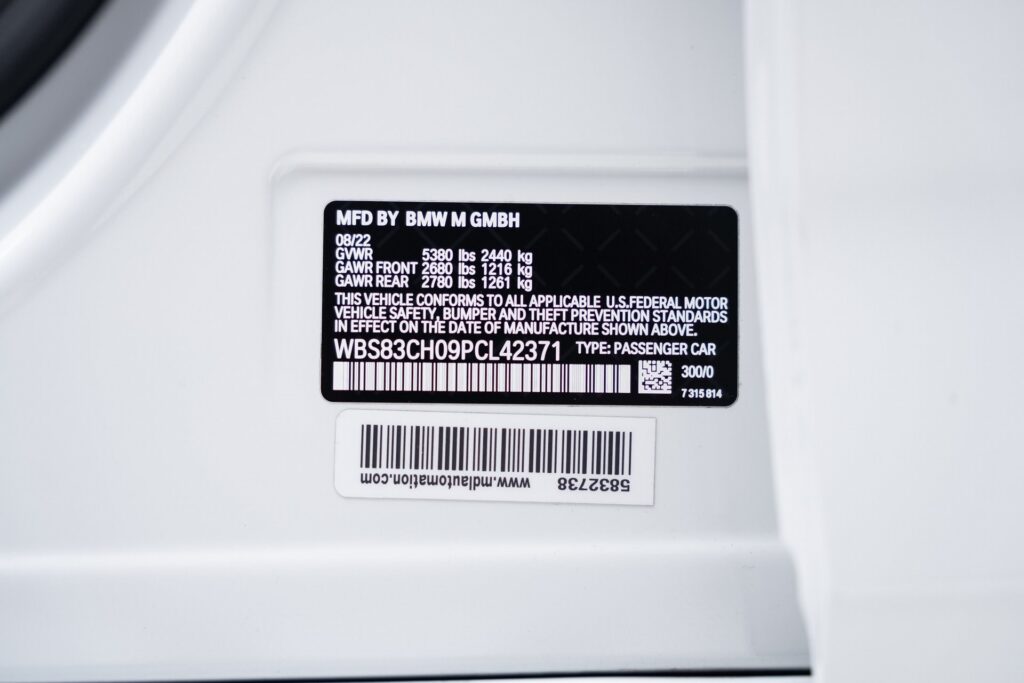 MFD BY BMW M GMBH
08/22
GVWR 5380 lbs 2440 kg
GAWR FRONT 2680 lbs 1216 kg
GAWR REAR 2780 lbs 1261 kg
THIS VEHICLE CONFORMS TO ALL APPLICABLE U.S.FEDERAL MOTOR
VEHICLE SAFETY, BUMPER AND THEFT PREVENTION STANDARDS
IN EFFECT ON THE DATE OF MANUFACTURE SHOWN ABOVE.
WBS83CH09PCL42371 TYPE: PASSENGER CAR
300/0
7 315 814
5832738 www.mdlautomation.com